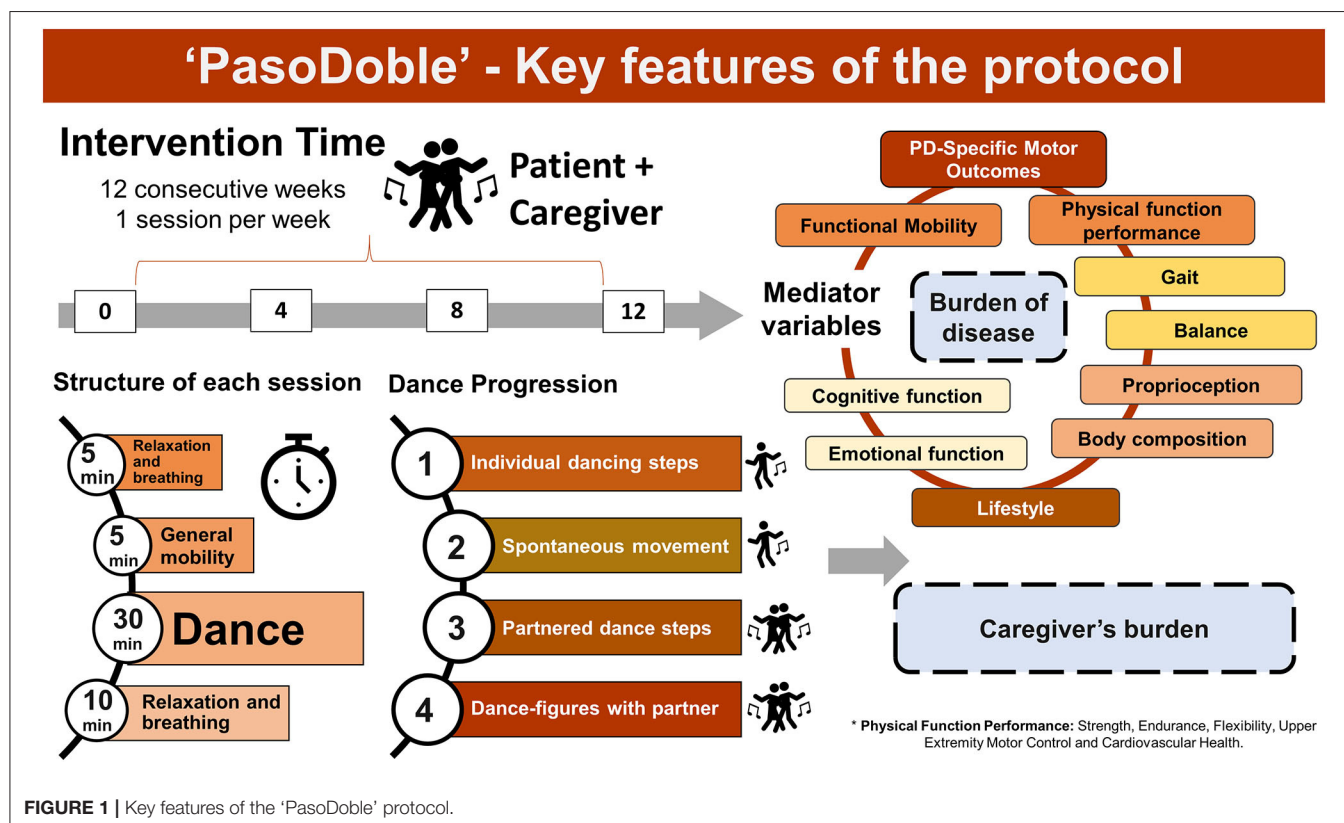 ‘PasoDoble’ - Key features of the protocol
Intervention Time
12 consecutive weeks
1 session per week
Patient +
Caregiver
0
4
8
12
Structure of each session
5
min
Relaxation
and
breathing
5
min
General
mobility
30
min
Dance
10
min
Relaxation and
breathing
Dance Progression
1
Individual dancing steps
2
Spontaneous movement
3
Partnered dance steps
4
Dance-figures with partner
PD-Specific Motor
Outcomes
Functional Mobility
Physical function
performance
Gait
Mediator
variables
Burden of
disease
Balance
Proprioception
Cognitive function
Body composition
Emotional function
Lifestyle
Caregiver’s burden
* Physical Function Performance: Strength, Endurance, Flexibility, Upper
Extremity Motor Control and Cardiovascular Health.
FIGURE 1 | Key features of the ‘PasoDoble’ protocol.